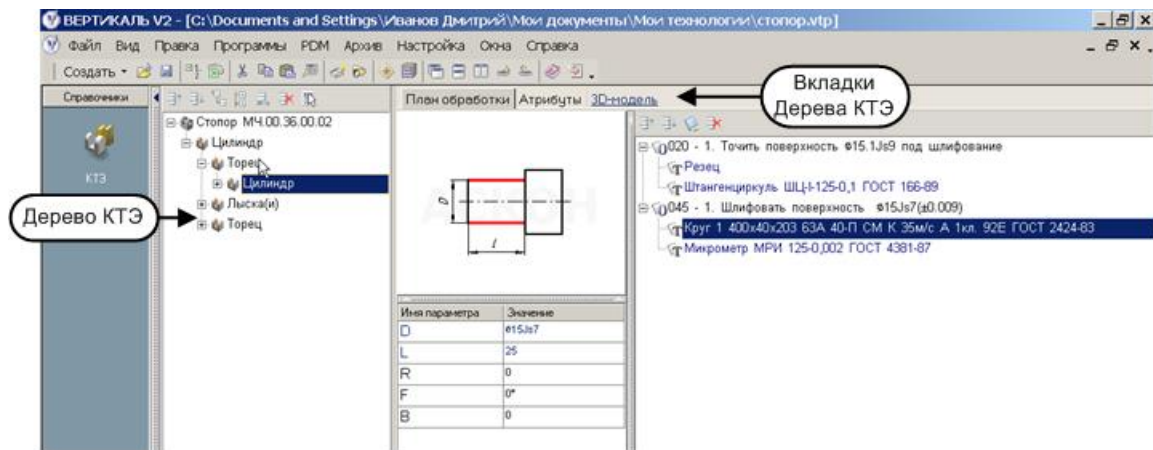 ВЕРТИКАЛЬ V2 - [C:\Documents and Settings\Иванов Дмитрий\Мои документы\Мои технологии\стопор.vtp]
Файл Вид Правка Программы PDM Архив Настройка Окна Справка
Создать
Справочники
План обработки Атрибуты 3D-модель
Вкладки
Дерева КТЭ
КТЭ
Стопор МЧ.00.36.00.02
Цилиндр
Торец
Цилиндр
Лыска(и)
Торец
Дерево КТЭ
АСКОН
D
l
Имя параметра Значение
D ø15Js7
L 25
R 0
F 0°
B 0
020 - 1. Точить поверхность ø15.1Js9 под шлифование
Резец
Штангенциркуль ШЦ-I-125-0,1 ГОСТ 166-89
045 - 1. Шлифовать поверхность ø15Js7(±0.009)
Круг 1 400x40x203 63А 40-П СМ К 35м/с А 1кл. 92Е ГОСТ 2424-83
Микрометр МРИ 125-0,002 ГОСТ 4381-87